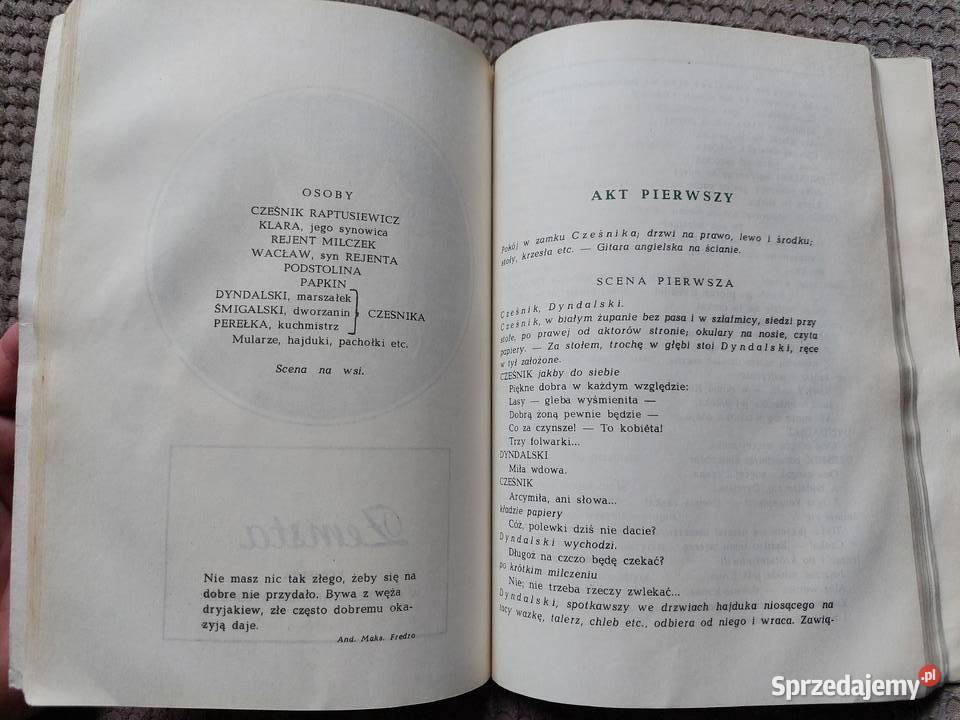 OSOBY
CZEŚNIK RAPTUSIEWICZ
KLARA, jego synowica
REJENT MILCZEK
WACŁAW, syn REJENTA
PODSTOLINA
PAPKIN
DYNDALSKI, marszałek
ŚMIGALSKI, dworzanin CZEŚNIKA
PEREŁKA, kuchmistrz
Mularze, hajduki, pachołki etc.
Scena na wsi.
Zemsta
Nie masz nic tak złego, żeby się na
dobre nie przydało. Bywa z węża
dryjakiew, złe często dobremu oka-
zyją daje.
And. Maks. Fredro
AKT PIERWSZY
Pokój w zamku Cześnika; drzwi na prawo, lewo i środku;
stoły, krzesła etc. — Gitara angielska na ścianie.
SCENA PIERWSZA
Cześnik, Dyndalski.
Cześnik, w białym żupanie bez pasa i w szlafmicy, siedzi przy
stole, po prawej od aktorów stronie; okulary na nosie, czyta
papiery. — Za stołem, trochę w głębi stoi Dyndalski, ręce
w tył założone.
CZEŚNIK jakby do siebie
Piękne dobra w każdym względzie:
Lasy — gleba wyśmienita —
Dobrą żoną pewnie będzie —
Co za czynsze! — To kobiéta!
Trzy folwarki...
DYNDALSKI
Miła wdowa.
CZEŚNIK
Arcymiła, ani słowa...
kładzie papiery
Cóż, polewki dziś nie dacie?
Dyndalski wychodzi.
Długoż na czczo będę czekać?
po krótkim milczeniu
Nie; nie trzeba rzeczy zwlekać...
Dyndalski, spotkawszy we drzwiach hajduka niosącego na
tacy wazkę, talerz, chleb etc., odbiera od niego i wraca. Zawią-
Sprzedajemy.pl